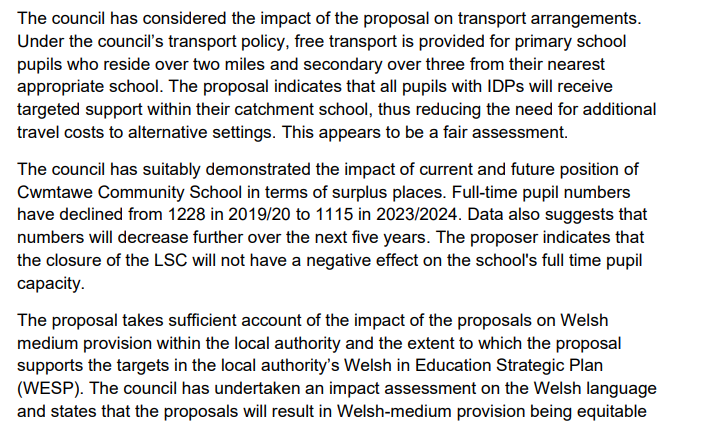 The council has considered the impact of the proposal on transport arrangements.
Under the council's transport policy, free transport is provided for primary school
pupils who reside over two miles and secondary over three from their nearest
appropriate school. The proposal indicates that all pupils with IDPs will receive
targeted support within their catchment school, thus reducing the need for additional
travel costs to alternative settings. This appears to be a fair assessment.
The council has suitably demonstrated the impact of current and future position of
Cwmtawe Community School in terms of surplus places. Full-time pupil numbers
have declined from 1228 in 2019/20 to 1115 in 2023/2024. Data also suggests that
numbers will decrease further over the next five years. The proposer indicates that
the closure of the LSC will not have a negative effect on the school's full time pupil
capacity.
The proposal takes sufficient account of the impact of the proposals on Welsh
medium provision within the local authority and the extent to which the proposal
supports the targets in the local authority's Welsh in Education Strategic Plan
(WESP). The council has undertaken an impact assessment on the Welsh language
and states that the proposals will result in Welsh-medium provision being equitable